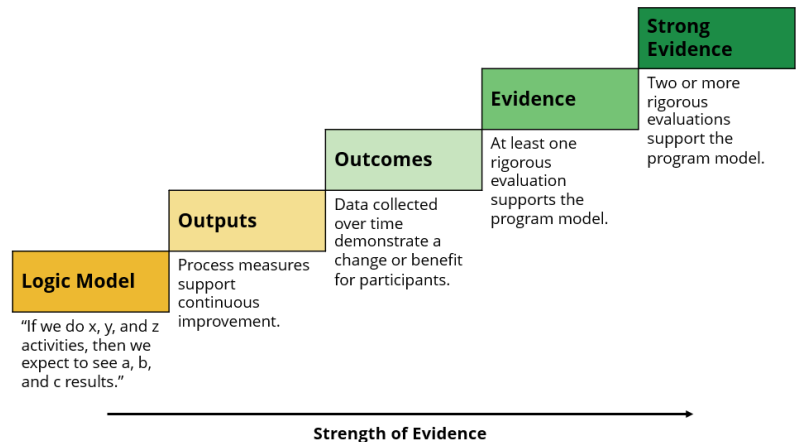 Logic Model
“If we do x, y, and z
activities, then we
expect to see a, b,
and c results.”
Outputs
Process measures
support
continuous
improvement.
Outcomes
Data collected
over time
demonstrate a
change or benefit
for participants.
Evidence
At least one
rigorous
evaluation
supports the
program model.
Strong
Evidence
Two or more
rigorous
evaluations
support the
program model.
Strength of Evidence